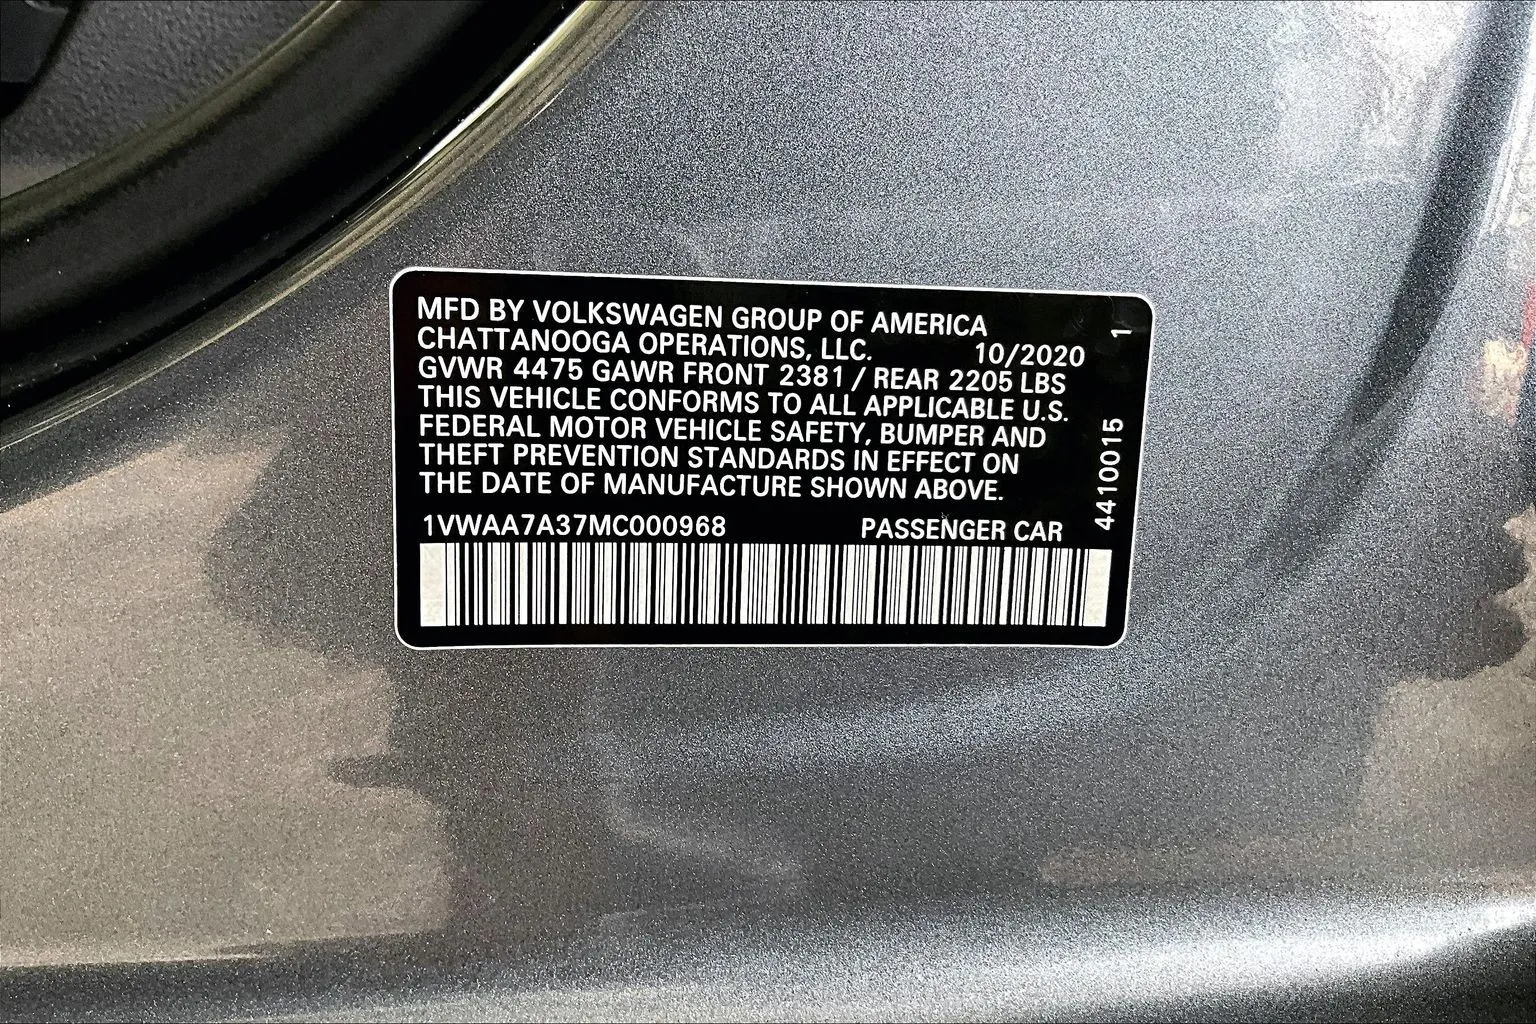 MFD BY VOLKSWAGEN GROUP OF AMERICA
CHATTANOOGA OPERATIONS, LLC. 10/2020
GVWR 4475 GAWR FRONT 2381 / REAR 2205 LBS
THIS VEHICLE CONFORMS TO ALL APPLICABLE U.S.
FEDERAL MOTOR VEHICLE SAFETY, BUMPER AND
THEFT PREVENTION STANDARDS IN EFFECT ON
THE DATE OF MANUFACTURE SHOWN ABOVE.
1VWAA7A37MC000968 PASSENGER CAR
4410015 1